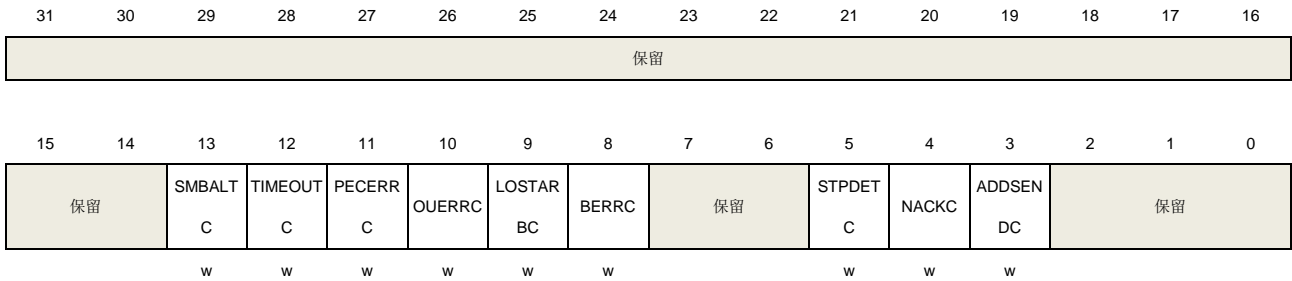 31 30 29 28 27 26 25 24 23 22 21 20 19 18 17 16
保留
15 14 13 12 11 10 9 8 7 6 5 4 3 2 1 0
保留 SMBALT C TIMEOUT C PECERR C OUERRC LOSTAR BC BERRC 保留 STPDET C NACKC ADDSEN DC 保留
w w w w w w w w w